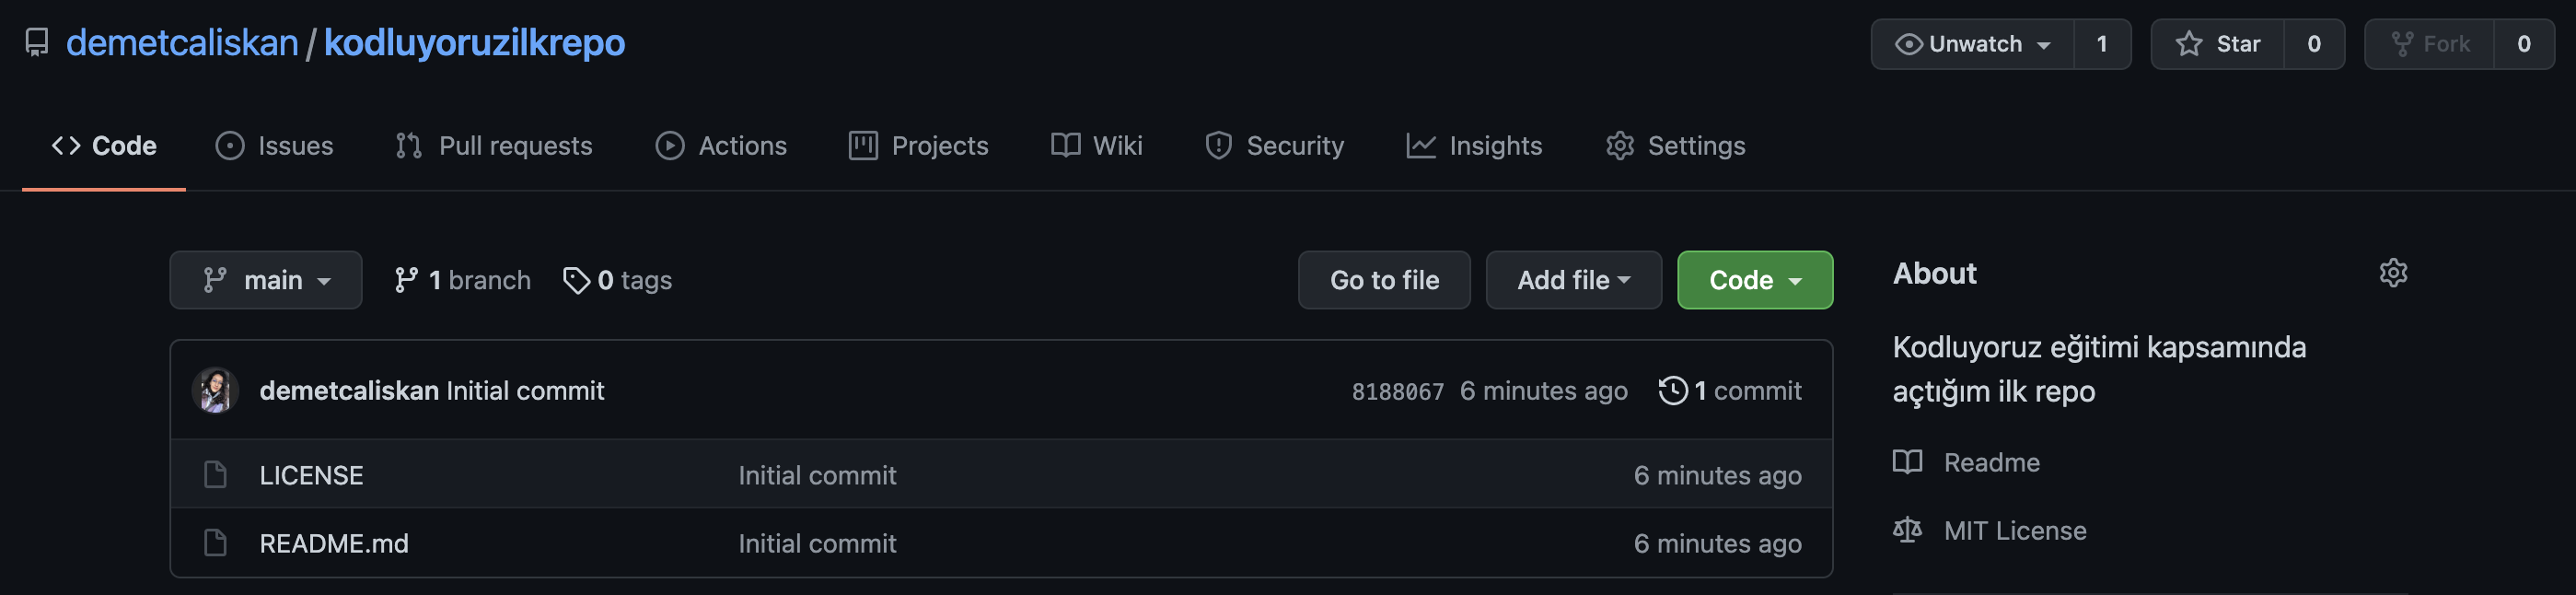 demetcaliskan / kodluyoruzilkrepo
Unwatch 1 Star 0 Fork 0
Code Issues Pull requests Actions Projects Wiki Security Insights Settings
main 1 branch 0 tags Go to file Add file Code
demetcaliskan Initial commit 8188067 6 minutes ago 1 commit
LICENSE Initial commit 6 minutes ago
README.md Initial commit 6 minutes ago
About
Kodluyoruz eğitimi kapsamında
açtığım ilk repo
Readme
MIT License